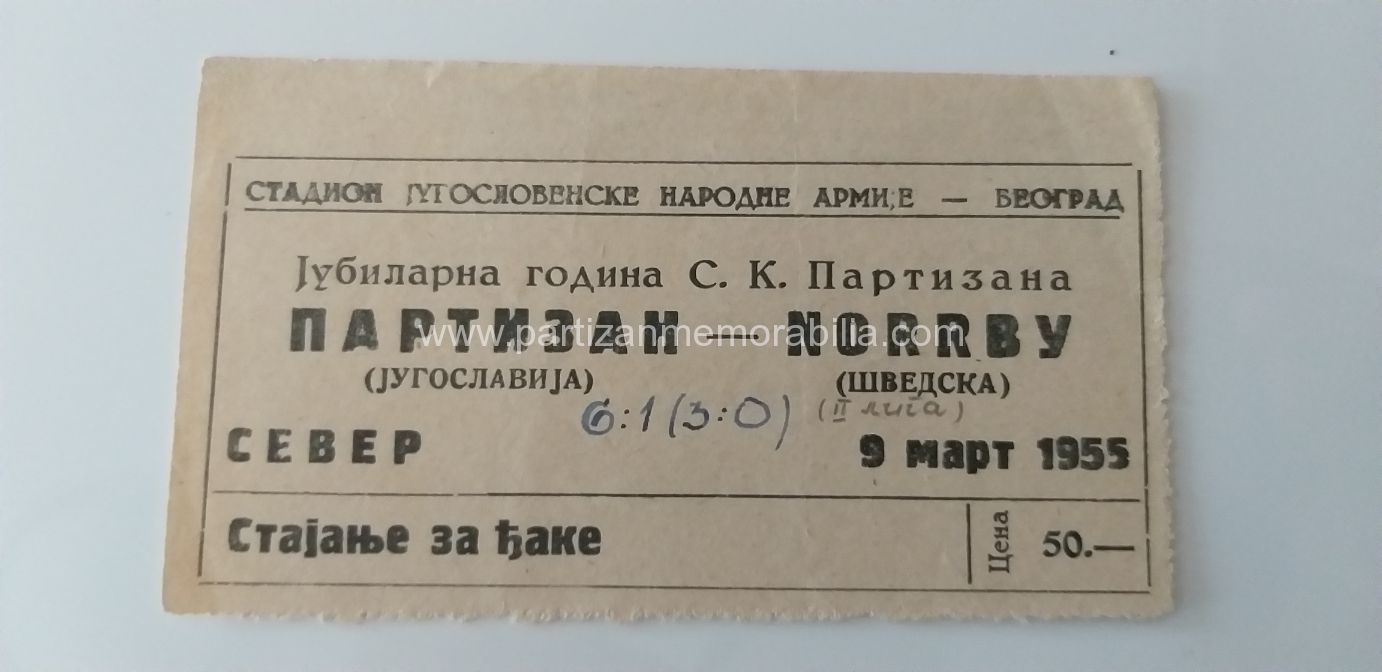 СТАДИОН ЈУГОСЛОВЕНСКЕ НАРОДНЕ АРМИЈЕ — БЕОГРАД
Јубиларна година С. К. Партизана
ПАРТИЗАН — NORRBY
www.partizanmemorabilia.com
(ЈУГОСЛАВИЈА) (ШВЕДСКА)
6:1 (3:0) (II лига)
СЕВЕР 9 март 1955
Стајање за ђаке Цена 50.—